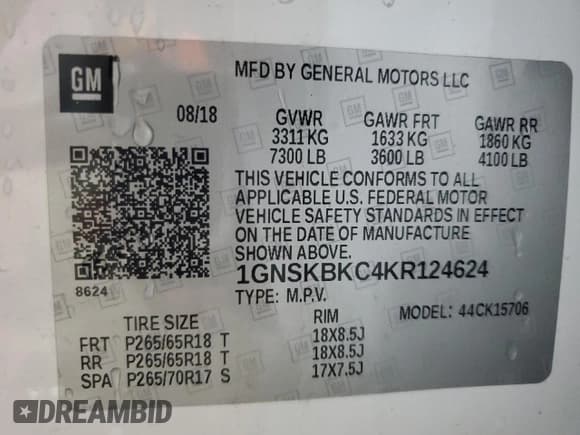 GM
MFD BY GENERAL MOTORS LLC
08/18 GVWR GAWR FRT GAWR RR
3311 KG 1633 KG 1860 KG
7300 LB 3600 LB 4100 LB
THIS VEHICLE CONFORMS TO ALL
APPLICABLE U.S. FEDERAL MOTOR
VEHICLE SAFETY STANDARDS IN EFFECT
ON THE DATE OF MANUFACTURE
SHOWN ABOVE.
8624 1GNSKBKC4KR124624
TYPE: M.P.V. MODEL: 44CK15706
TIRE SIZE RIM
FRT P265/65R18 T 18X8.5J
RR P265/65R18 T 18X8.5J
SPA P265/70R17 S 17X7.5J
DREAMBID